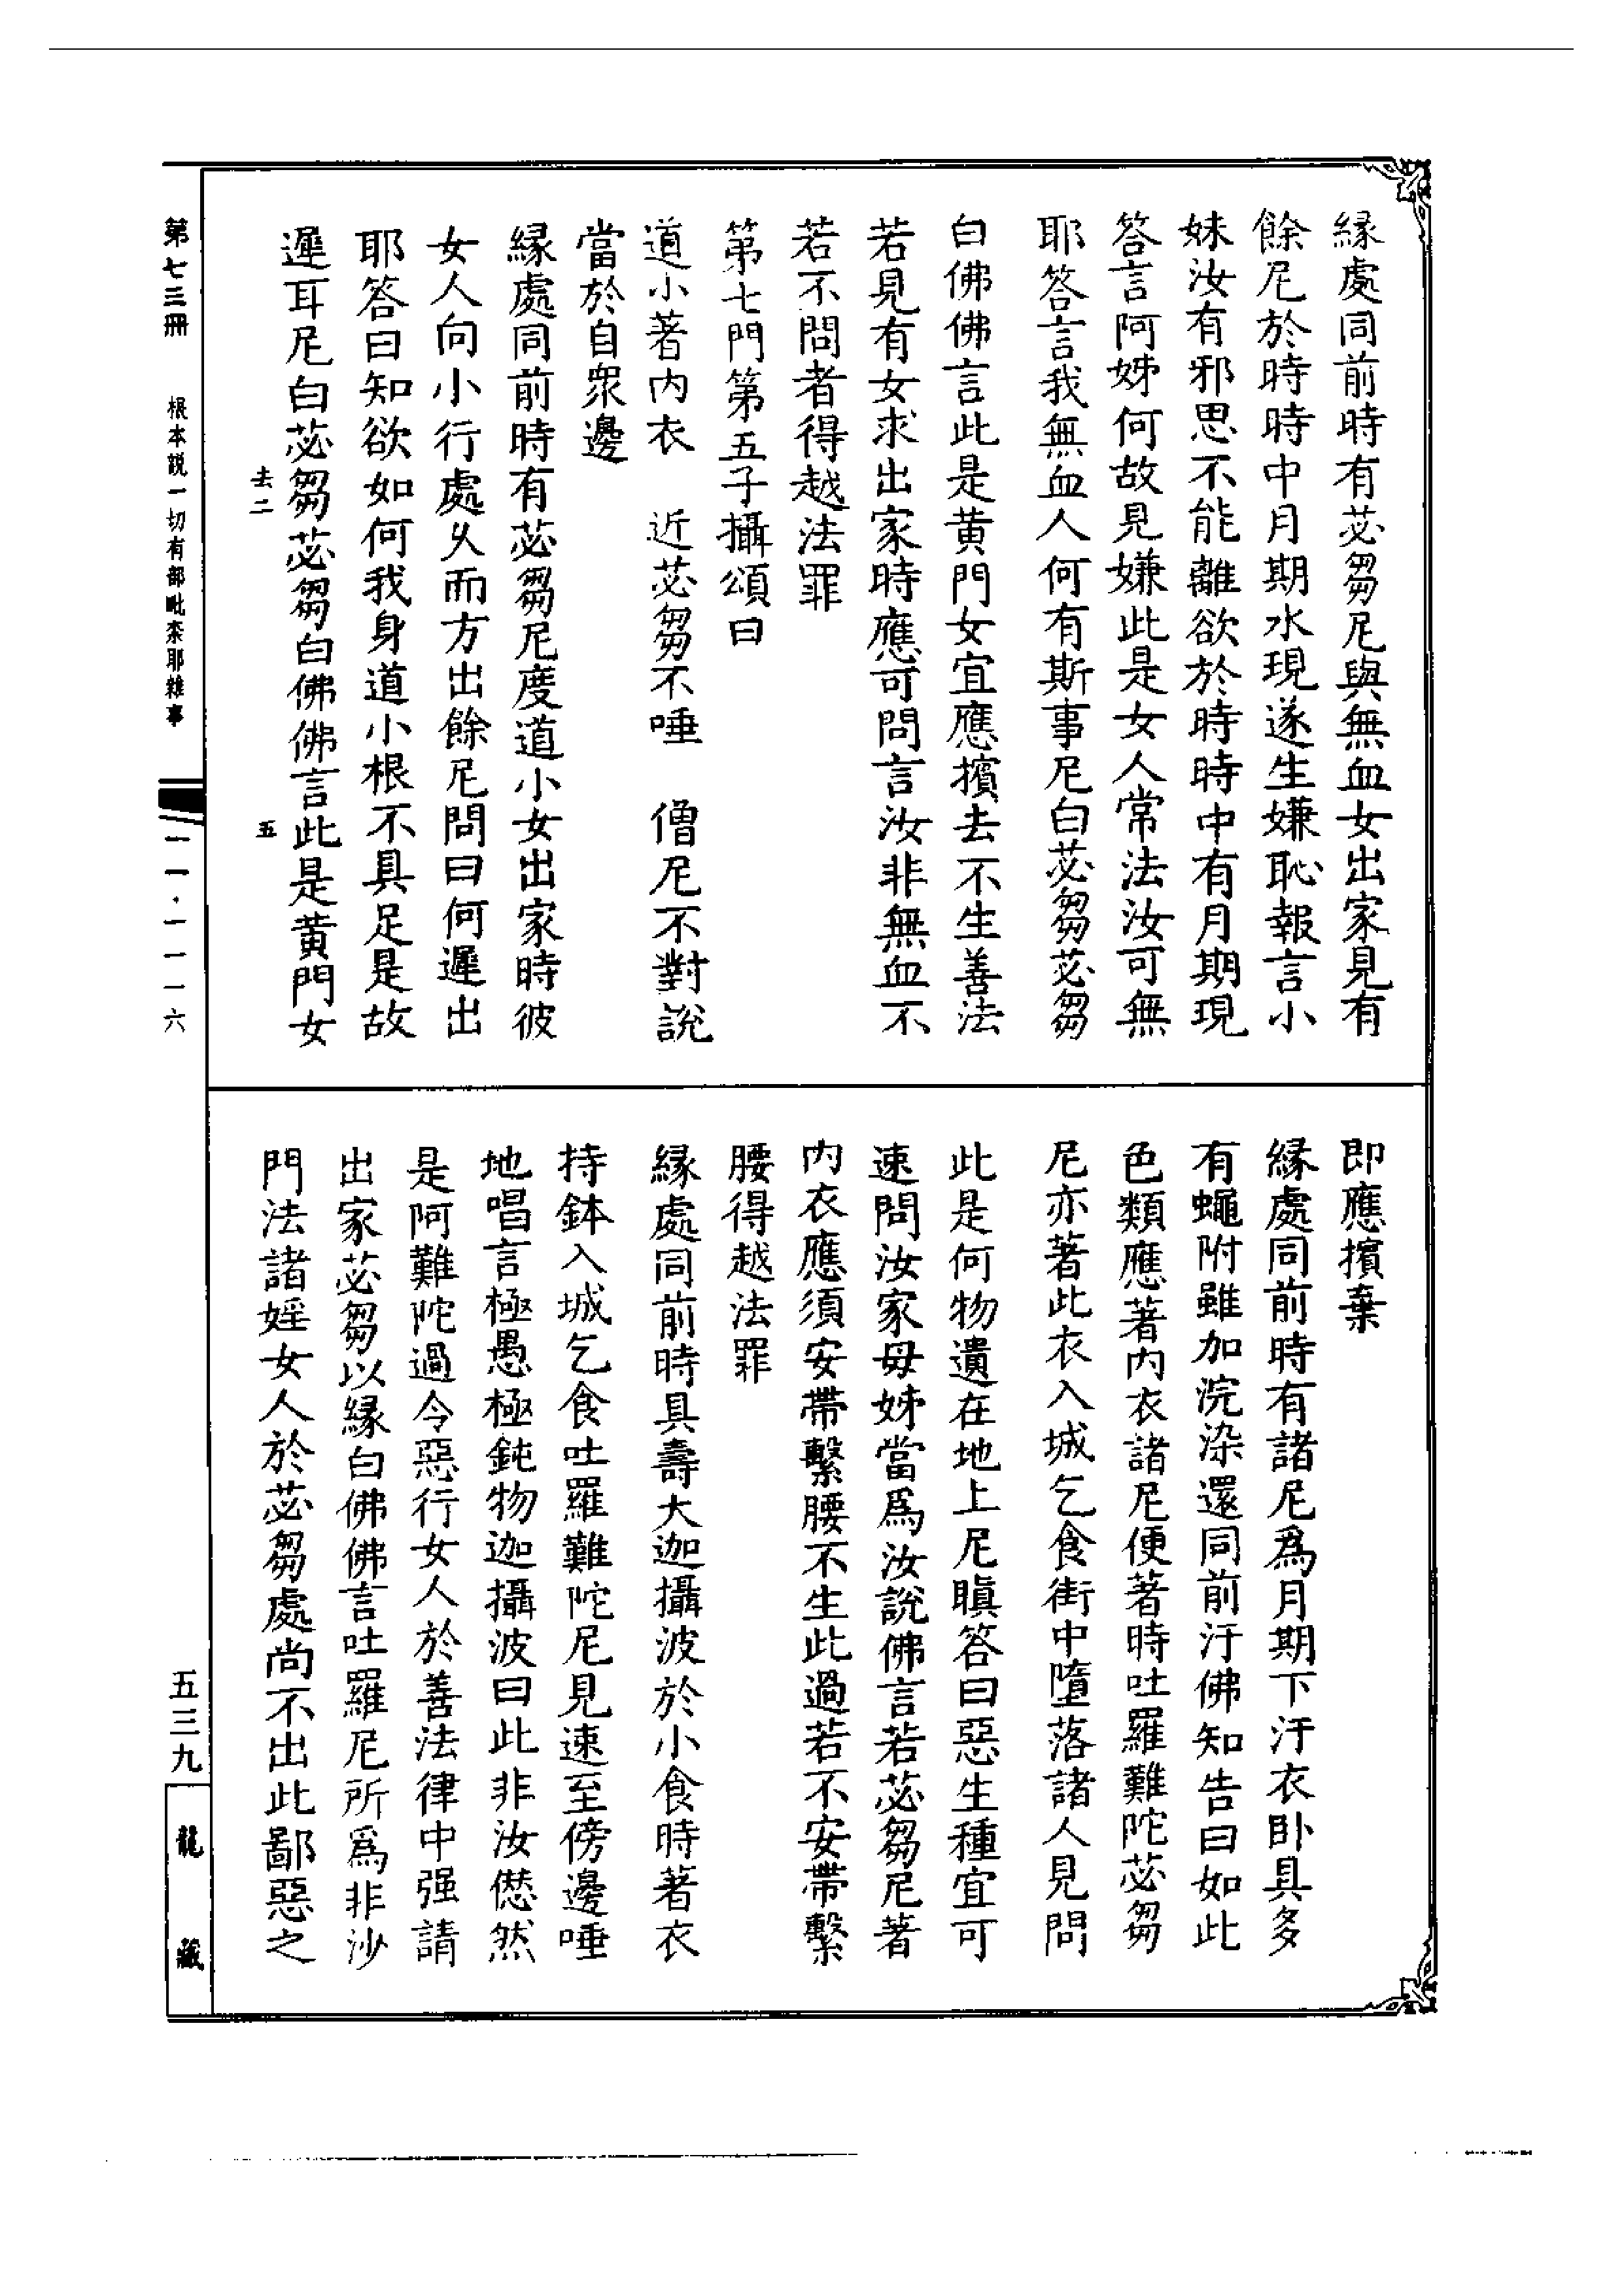 緣處同前時有苾芻尼與無血女出家見有
餘尼於時時中月期水現遂生嫌恥報言小
妹汝有邪思不能離欲於時時中有月期現
答言阿姊何故見嫌此是女人常法汝可無
耶答言我無血人何有斯事尼白苾芻苾芻
白佛佛言此是黃門女宜應擯去不生善法
若見有女求出家時應可問言汝非無血不
若不問者得越法罪
第七門第五子攝頌曰
道小著內衣　近苾芻不唾　僧尼不對說
當於自眾邊
緣處同前時有苾芻尼度道小女出家時彼
女人向小行處久而方出餘尼問曰何遲出
耶答曰知欲如何我身道小根不具足是故
遲耳尼白苾芻苾芻白佛佛言此是黃門女
去二　五
即應擯棄
緣處同前時有諸尼為月期下汙衣臥具多
有蠅附雖加浣染還同前汙佛知告曰如此
色類應著內衣諸尼便著時吐羅難陀苾芻
尼亦著此衣入城乞食街中墮落諸人見問
此是何物遺在地上尼瞋答曰惡生種宜可
速問汝家母姊當為汝說佛言若苾芻尼著
內衣應須安帶繫腰不生此過若不安帶繫
腰得越法罪
緣處同前時具壽大迦攝波於小食時著衣
持鉢入城乞食吐羅難陀尼見速至傍邊唾
地唱言極愚極鈍物迦攝波曰此非汝愆然
是阿難陀過令惡行女人於善法律中强請
出家苾芻以緣白佛佛言吐羅尼所為非沙
門法諸婬女人於苾芻處尚不出此鄙惡之
第七三冊　根本説一切有部毗柰耶雜事　一一·一一一六
五三九
龍藏